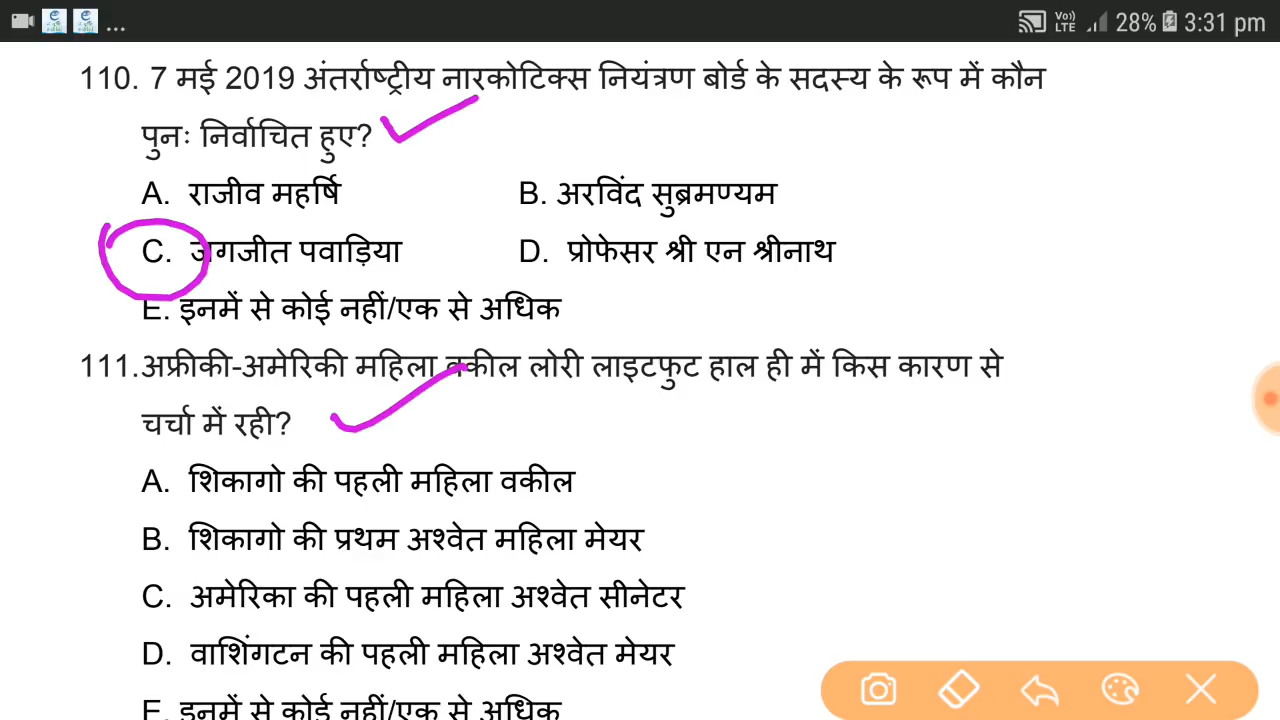 ... Vo)) LTE 28% 3:31 pm
110. 7 मई 2019 अंतर्राष्ट्रीय नारकोटिक्स नियंत्रण बोर्ड के सदस्य के रूप में कौन
पुनः निर्वाचित हुए?
A. राजीव महर्षि B. अरविंद सुब्रमण्यम
C. जगजीत पवाड़िया D. प्रोफेसर श्री एन श्रीनाथ
E. इनमें से कोई नहीं/एक से अधिक
111.अफ्रीकी-अमेरिकी महिला वकील लोरी लाइटफुट हाल ही में किस कारण से
चर्चा में रही?
A. शिकागो की पहली महिला वकील
B. शिकागो की प्रथम अश्वेत महिला मेयर
C. अमेरिका की पहली महिला अश्वेत सीनेटर
D. वाशिंगटन की पहली महिला अश्वेत मेयर
E. इनमें से कोई नहीं/एक से अधिक